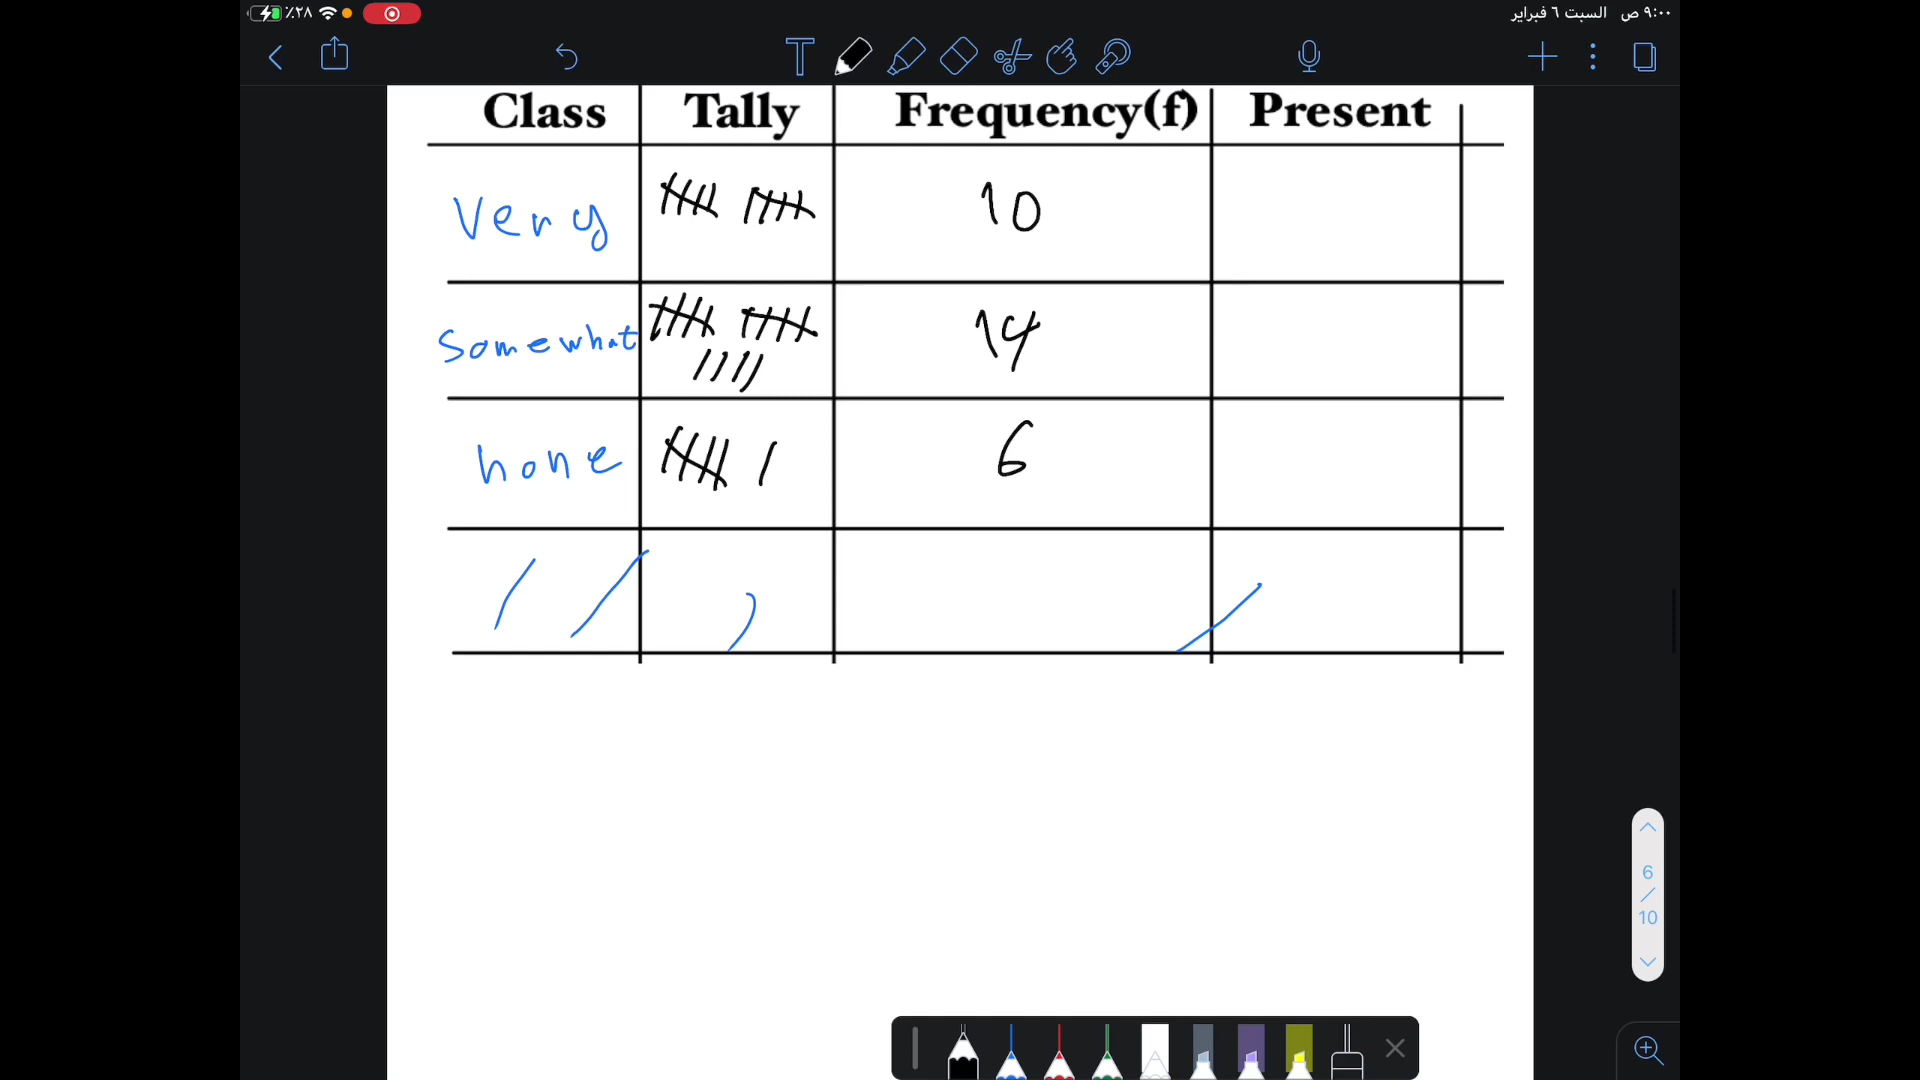 ٪٢٨ السبت ٦ فبراير ٩:٠٠ ص
T
Class Tally Frequency(f) Present
Very 10
Somewhat 14
none 6
6
/
10